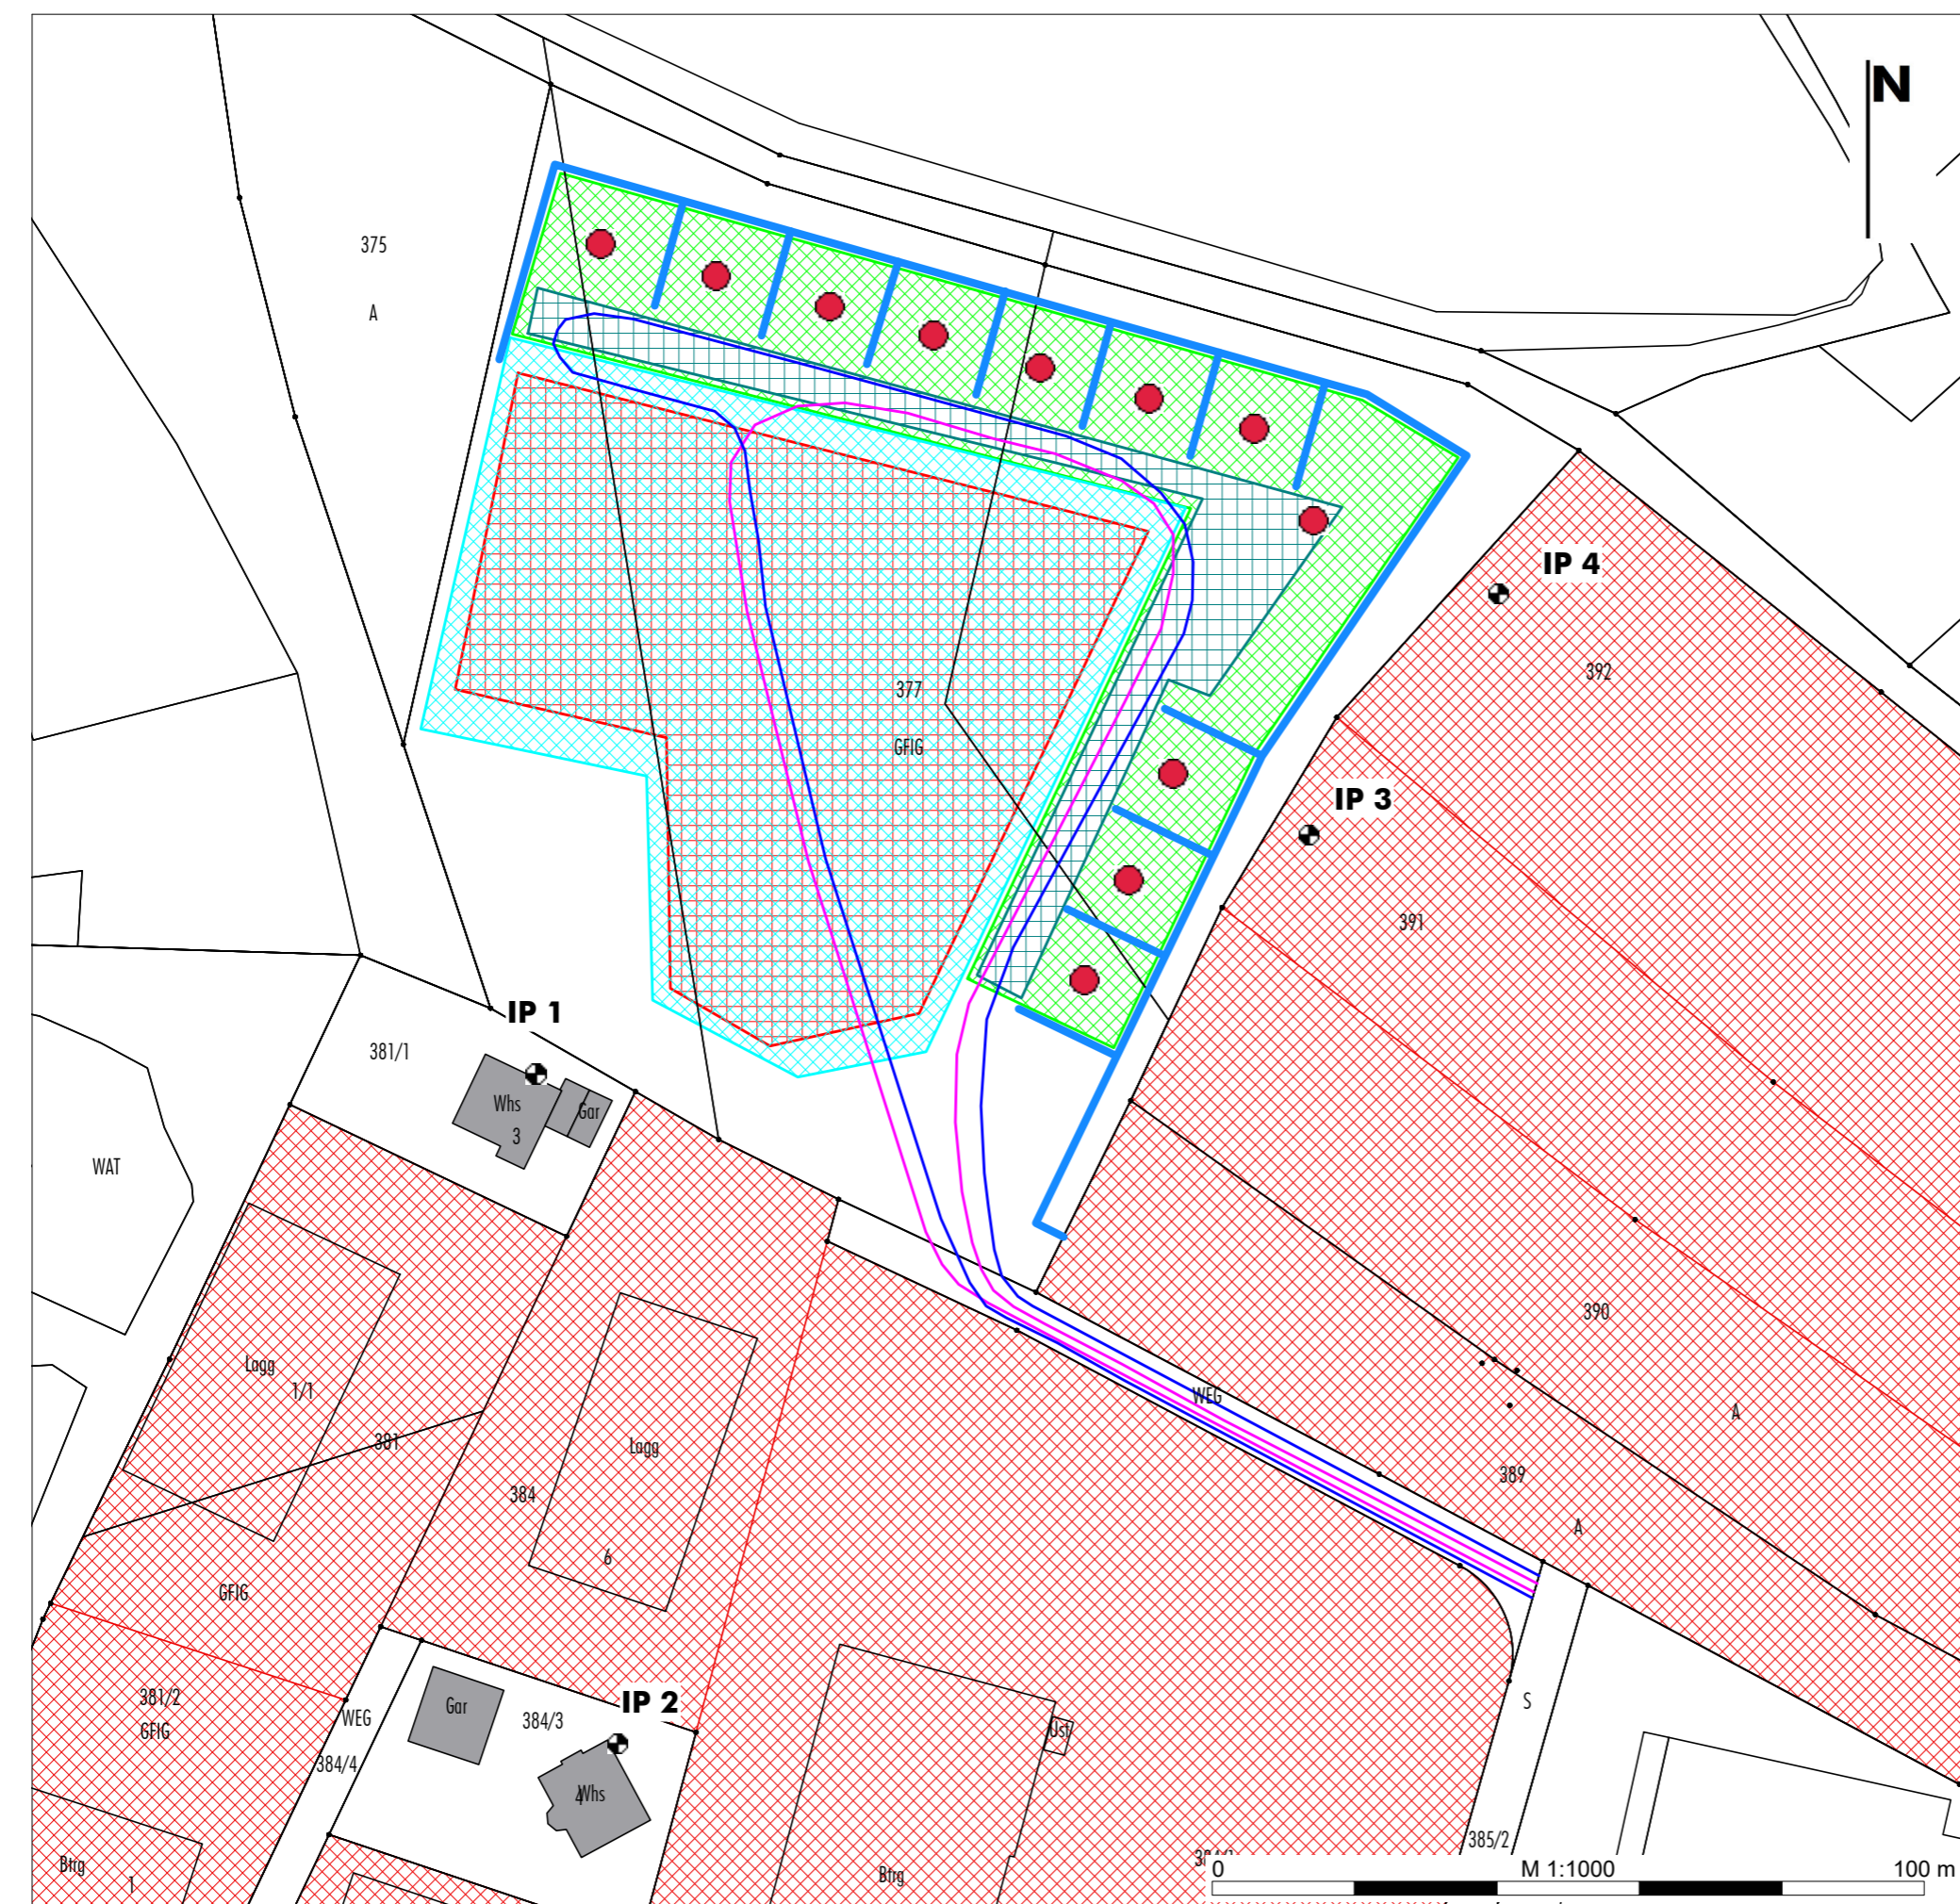 N
375
A
IP 4
392
377
GFIG
IP 3
391
IP 1
381/1
Whs
Gar
3
WAT
390
Lagg
1/1
WEG
A
381
Lagg
389
384
A
6
GFIG
381/2
IP 2
S
Gar
384/3
WEG
GFIG
Ust
384/4
Whs
4
385/2
Btrg
1
Btrg
0
M 1:1000
100 m